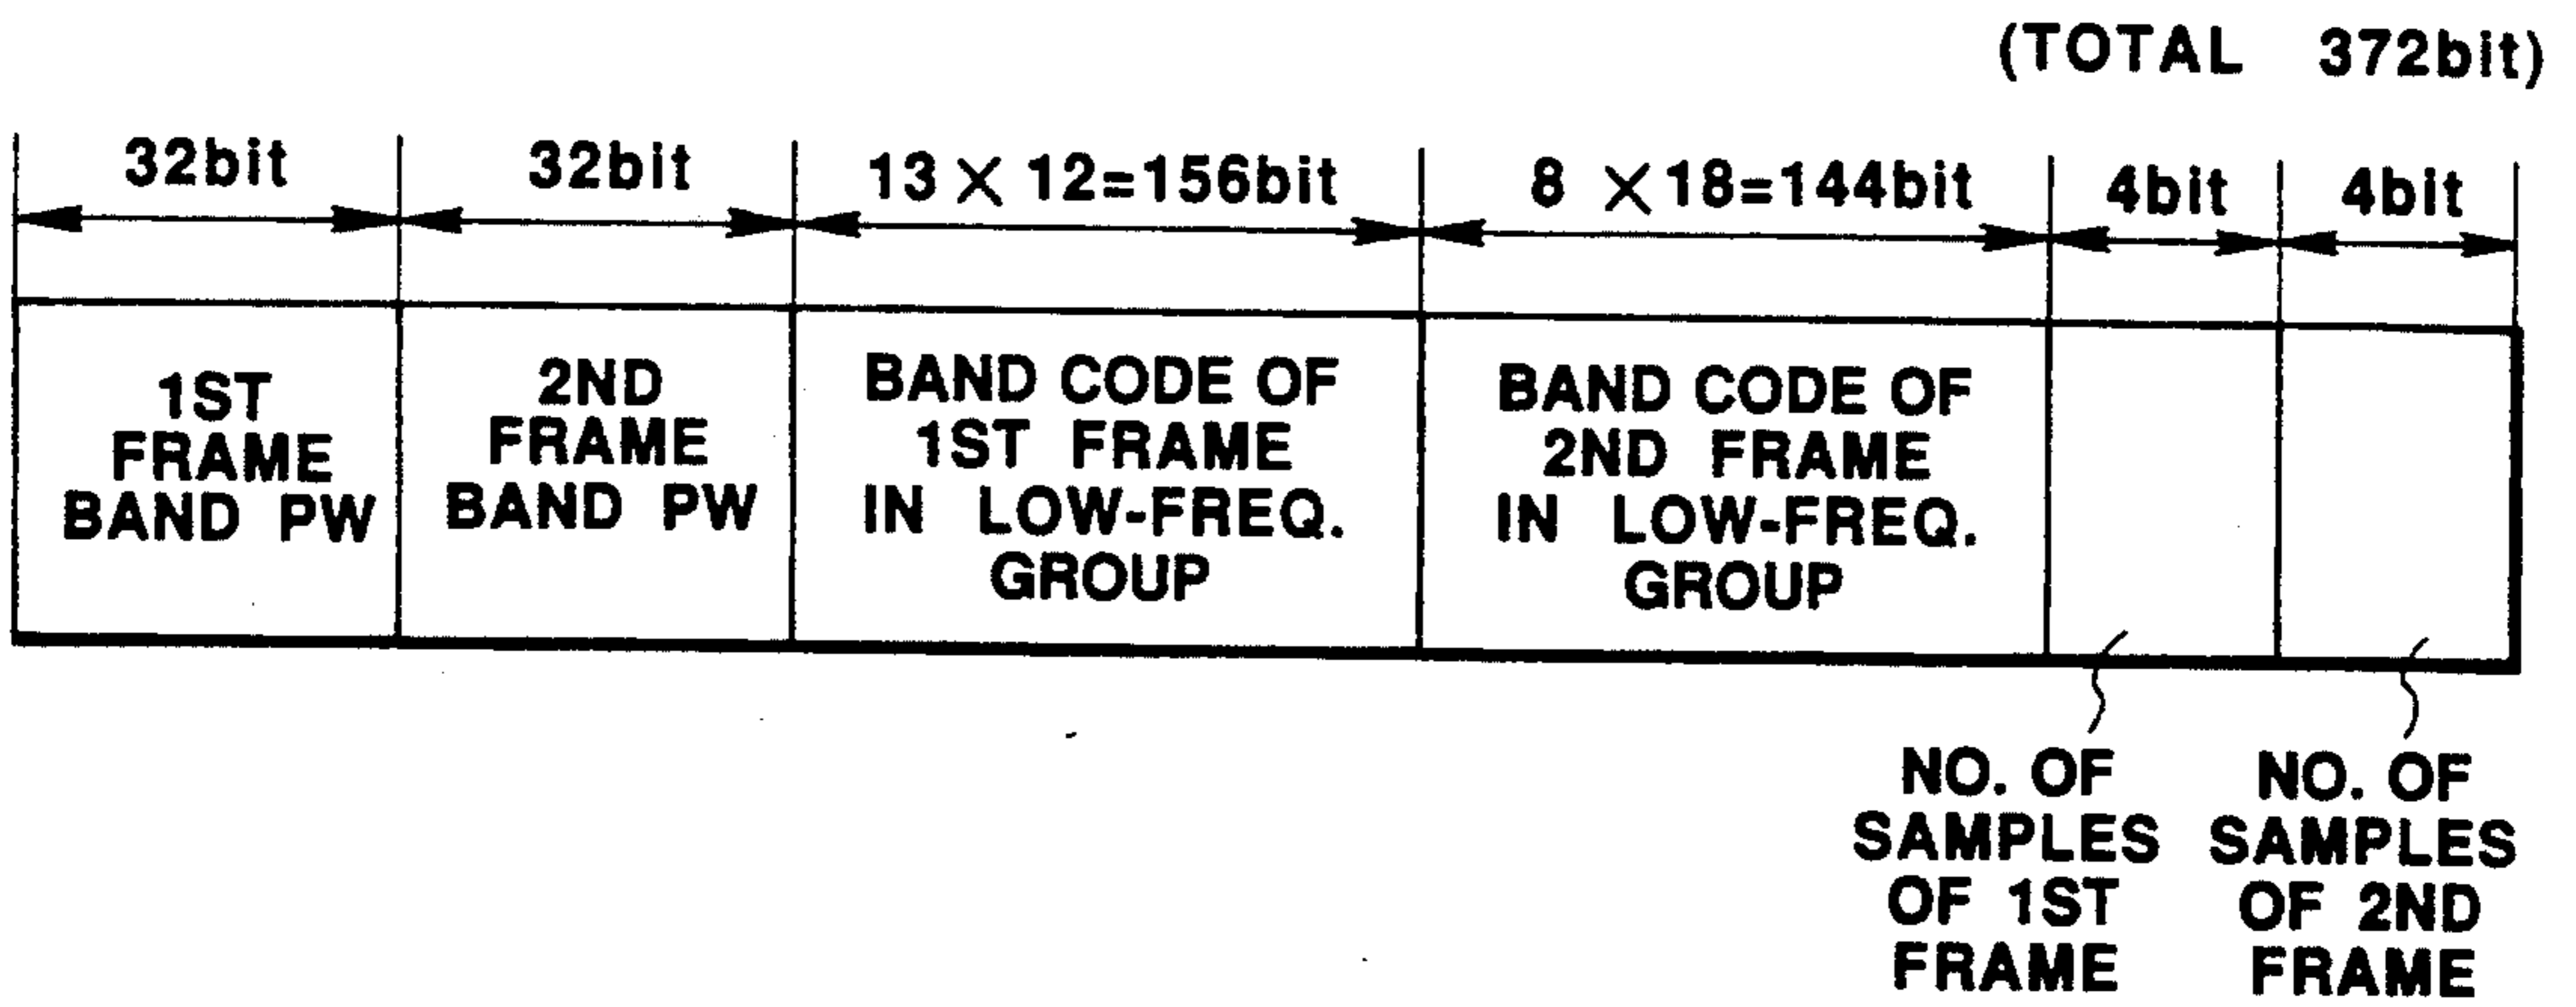 (TOTAL 372bit)
32bit
32bit
13 × 12=156bit
8 ×18=144bit
4bit
4bit
1ST
FRAME
BAND PW
2ND
FRAME
BAND PW
BAND CODE OF
1ST FRAME
IN LOW-FREQ.
GROUP
BAND CODE OF
2ND FRAME
IN LOW-FREQ.
GROUP
NO. OF
SAMPLES
OF 1ST
FRAME
NO. OF
SAMPLES
OF 2ND
FRAME